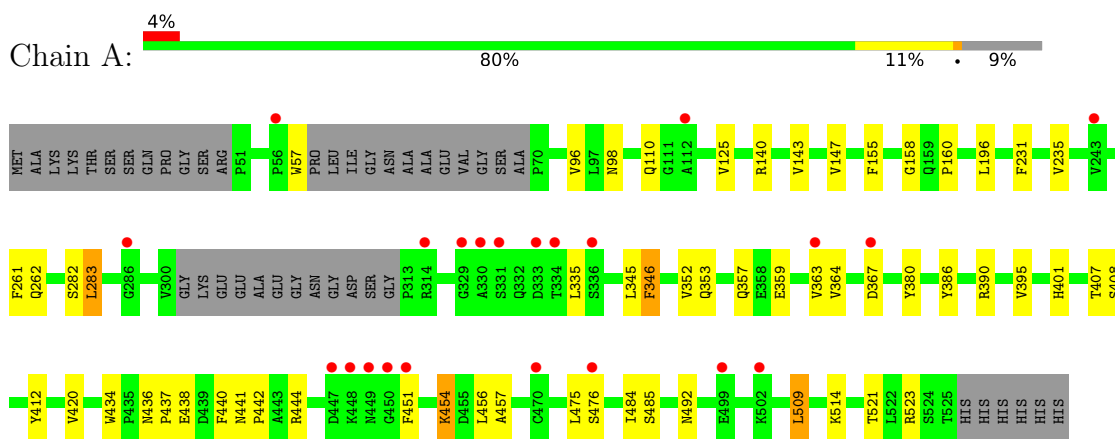 4%
Chain A:
80% 11% • 9%
MET ALA LYS LYS THR SER SER GLN PRO GLY SER ARG P51 P56 W57 PRO LEU ILE GLY ASN ALA ALA GLU VAL GLY SER ALA P70 V96 L97 N98 Q110 G111 A112 V125 R140 V143 V147 F155 G158 Q159 P160 L196 F231 V235 V243
F261 Q262 S282 L283 G286 V300 GLY LYS GLU GLU ALA GLU GLY ASN GLY ASP SER GLY P313 R314 G329 A330 S331 Q332 D333 T334 L335 S336 L345 F346 V352 Q353 Q357 E358 E359 V363 V364 D367 Y380 Y386 R390 V395 H401 T407 S408
Y412 V420 W434 P435 N436 P437 E438 D439 F440 N441 P442 A443 R444 D447 K448 N449 G450 F451 K454 D455 L456 A457 C470 L475 S476 I484 S485 N492 E499 K502 L509 K514 T521 L522 R523 S524 T525 HIS HIS HIS HIS HIS HIS